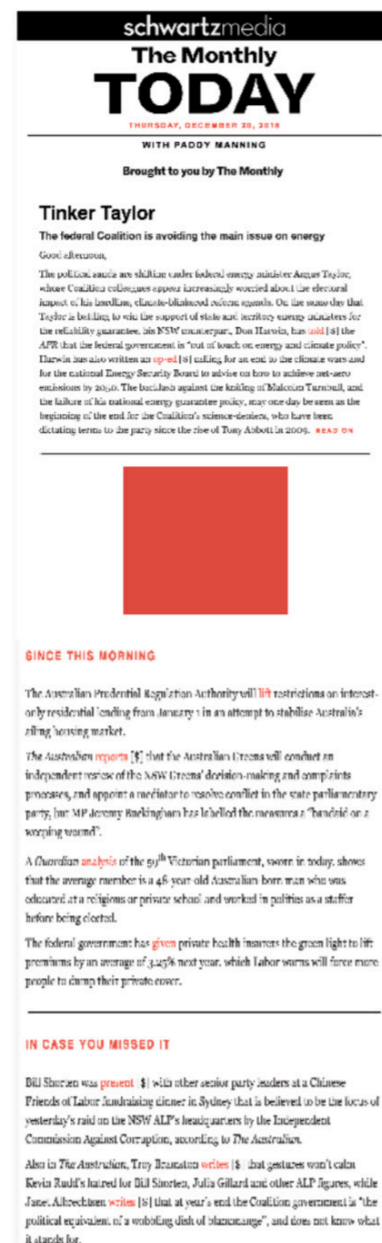 schwartzmedia
The Monthly
TODAY
THURSDAY, DECEMBER 20, 2018
WITH PADDY MANNING
Brought to you by The Monthly
Tinker Taylor
The federal Coalition is avoiding the main issue on energy
Good afternoon,
The political sands are shifting under federal energy minister Angus Taylor,
whose Coalition colleagues appear increasingly worried about the electoral
impact of his hardline, climate-blinkered reform agenda. On the same day that
Taylor is battling to win the support of state and territory energy ministers for
the reliability guarantee, his NSW counterpart, Don Harwin, has told [$] the
AFR that the federal government is "out of touch on energy and climate policy".
Harwin has also written an op-ed [$] calling for an end to the climate wars and
for the national Energy Security Board to advise on how to achieve net-zero
emissions by 2050. The backlash against the knifing of Malcolm Turnbull, and
the failure of his national energy guarantee policy, may one day be seen as the
beginning of the end for the Coalition's science-deniers, who have been
dictating terms to the party since the rise of Tony Abbott in 2009. READ ON
SINCE THIS MORNING
The Australian Prudential Regulation Authority will lift restrictions on interest-
only residential lending from January 1 in an attempt to stabilise Australia's
ailing housing market.
The Australian reports [$] that the Australian Greens will conduct an
independent review of the NSW Greens' decision-making and complaints
processes, and appoint a mediator to resolve conflict in the state parliamentary
party, but MP Jeremy Buckingham has labelled the measures a "bandaid on a
weeping wound".
A Guardian analysis of the 59th Victorian parliament, sworn in today, shows
that the average member is a 48-year-old Australian-born man who was
educated at a religious or private school and worked in politics as a staffer
before being elected.
The federal government has given private health insurers the green light to lift
premiums by an average of 3.25% next year, which Labor warns will force more
people to dump their private cover.
IN CASE YOU MISSED IT
Bill Shorten was present [$] with other senior party leaders at a Chinese
Friends of Labor fundraising dinner in Sydney that is believed to be the focus of
yesterday's raid on the NSW ALP's headquarters by the Independent
Commission Against Corruption, according to The Australian.
Also in The Australian, Troy Bramston writes [$] that gestures won't calm
Kevin Rudd's hatred for Bill Shorten, Julia Gillard and other ALP figures, while
Janet Albrechtsen writes [$] that at year's end the Coalition government is "the
political equivalent of a wobbling dish of blancmange", and does not know what
it stands for.